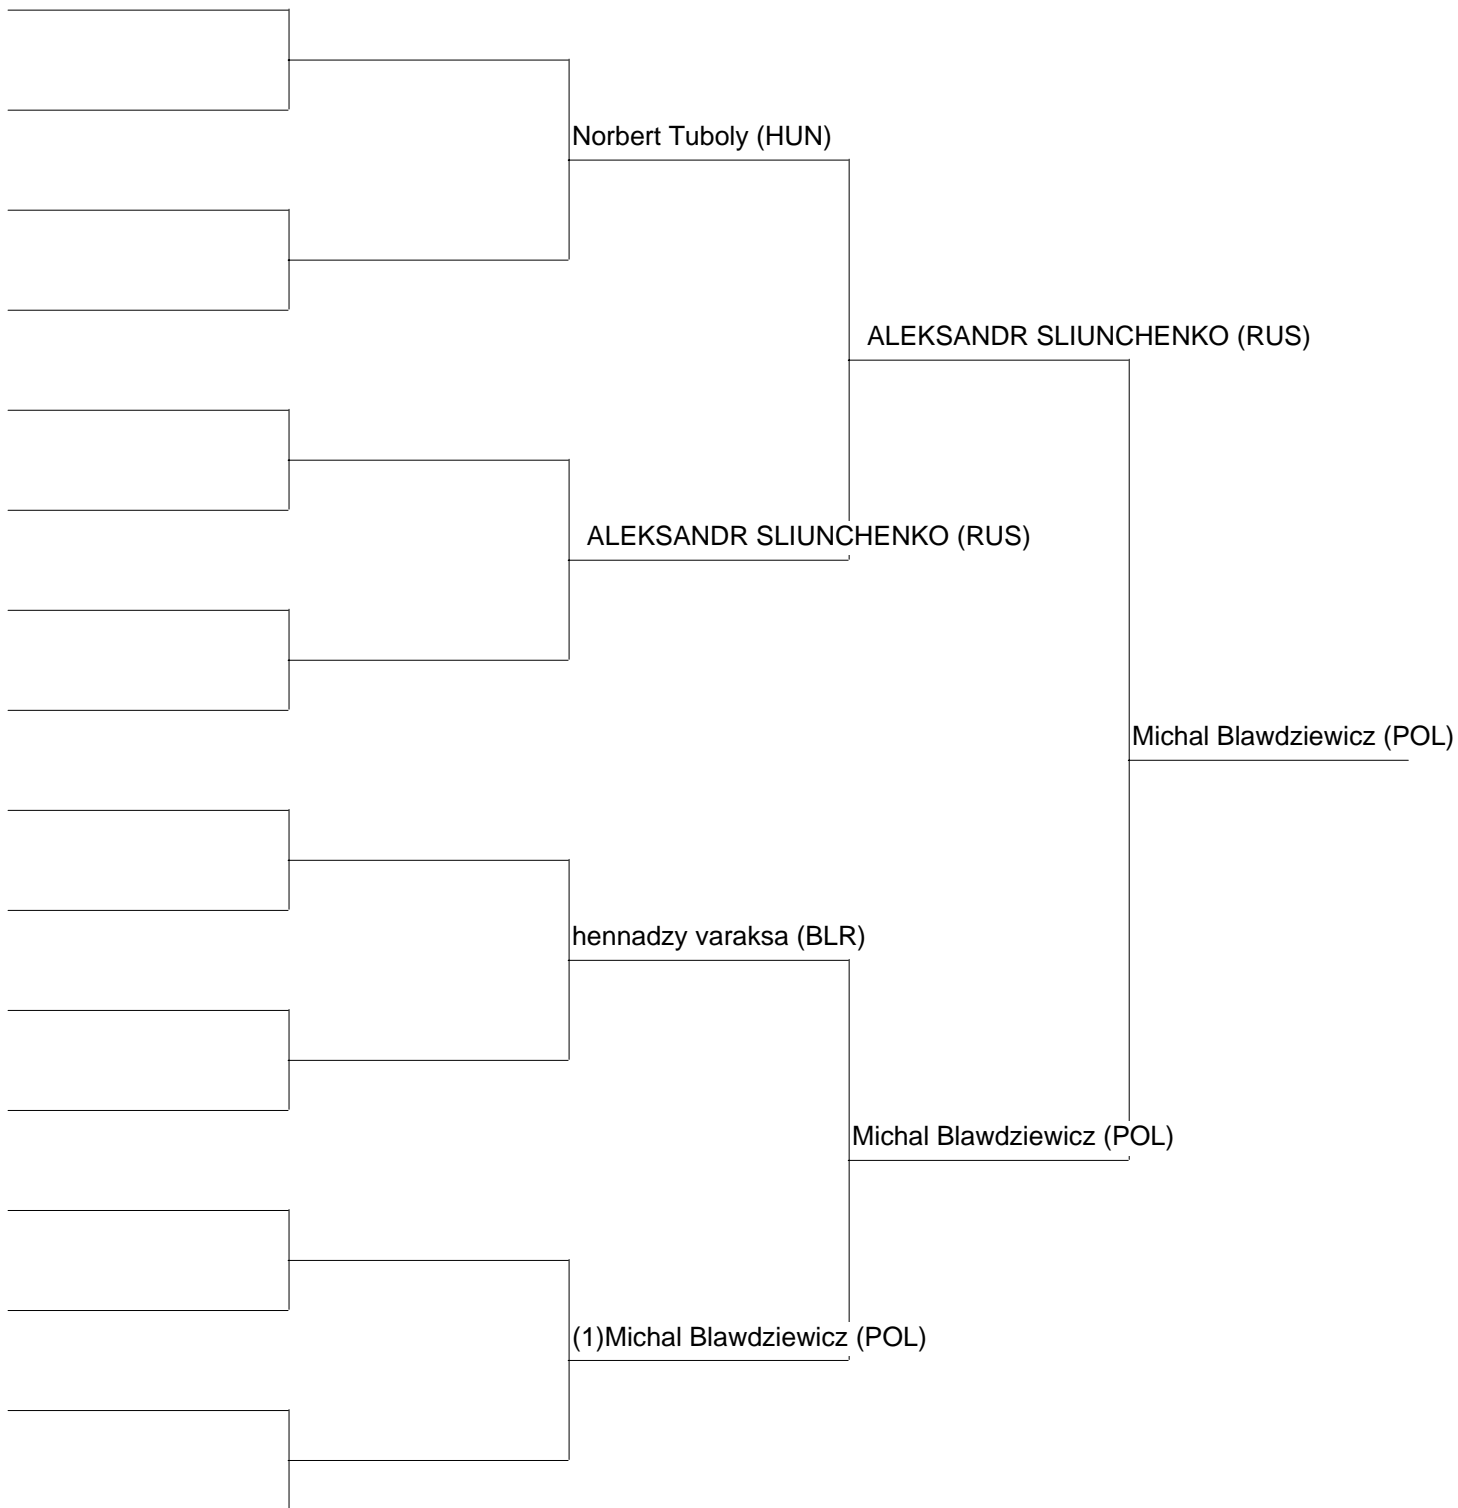 Norbert Tuboly (HUN)
ALEKSANDR SLIUNCHENKO (RUS)
ALEKSANDR SLIUNCHENKO (RUS)
Michal Blawdziewicz (POL)
hennadzy varaksa (BLR)
Michal Blawdziewicz (POL)
(1)Michal Blawdziewicz (POL)